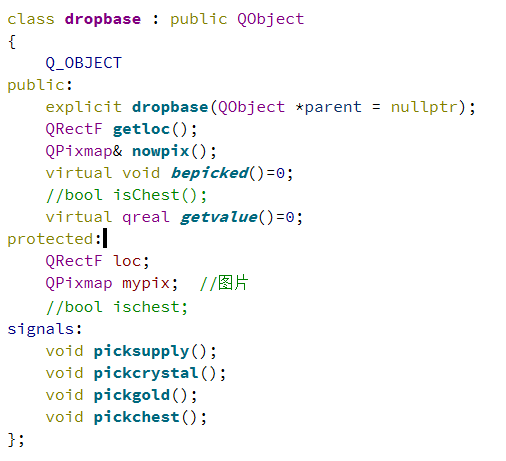 class dropbase : public QObject
{
    Q_OBJECT
public:
    explicit dropbase(QObject *parent = nullptr);
    QRectF getloc();
    QPixmap& nowpix();
    virtual void bepicked()=0;
    //bool isChest();
    virtual qreal getvalue()=0;
protected:
    QRectF loc;
    QPixmap mypix;  //图片
    //bool ischest;
signals:
    void picksupply();
    void pickcrystal();
    void pickgold();
    void pickchest();
};